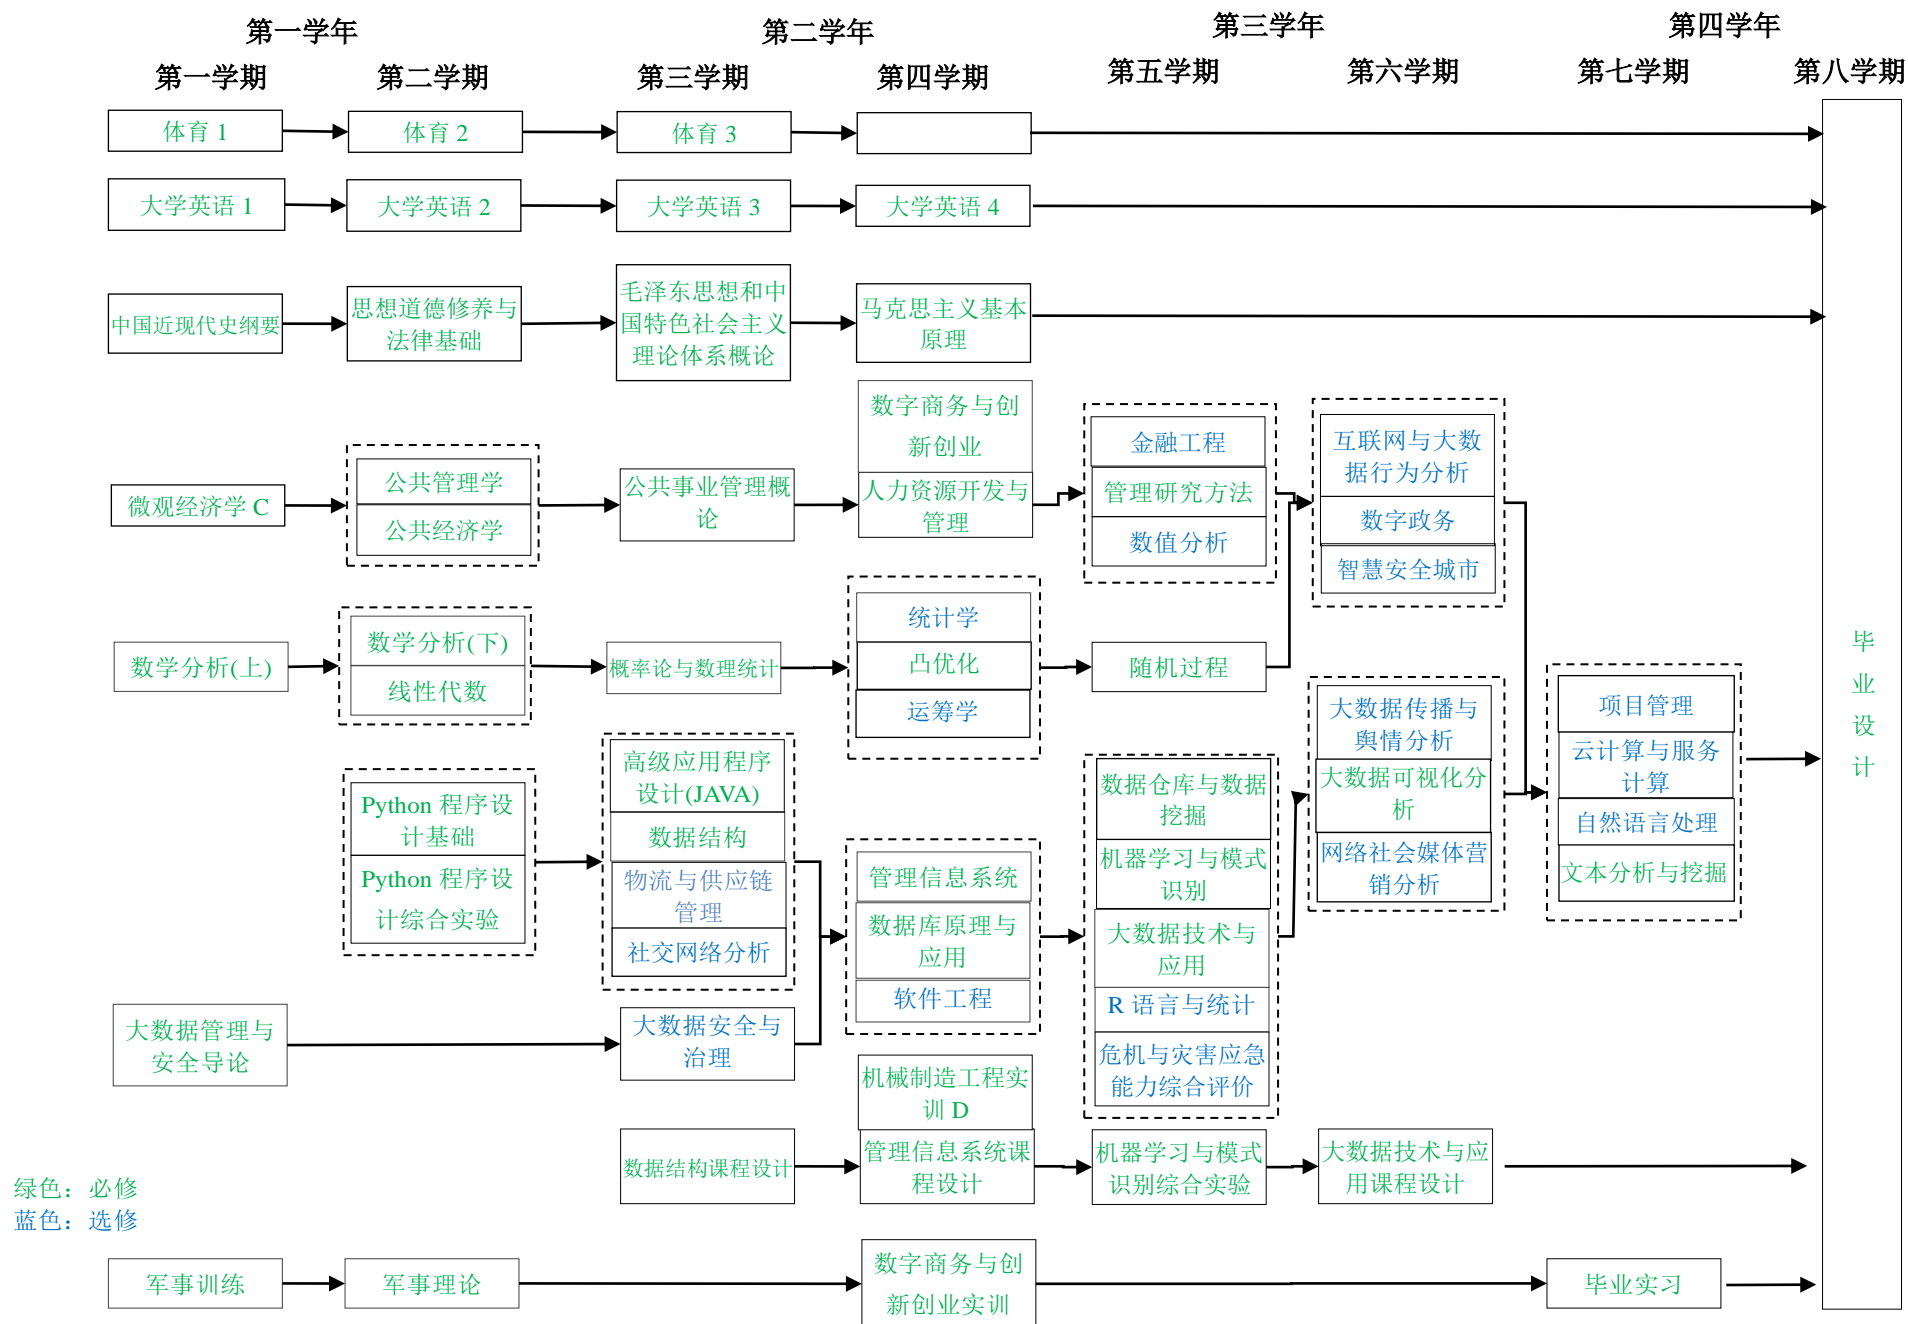 第一学年
第二学年
第三学年
第四学年
第一学期
第二学期
第三学期
第四学期
第五学期
第六学期
第七学期
第八学期
体育 1
体育 2
体育 3
大学英语 1
大学英语 2
大学英语 3
大学英语 4
中国近现代史纲要
思想道德修养与
法律基础
毛泽东思想和中
国特色社会主义
理论体系概论
马克思主义基本
原理
微观经济学 C
公共管理学
公共经济学
公共事业管理概
论
数字商务与创
新创业
人力资源开发与
管理
金融工程
管理研究方法
数值分析
互联网与大数
据行为分析
数字政务
智慧安全城市
数学分析(上)
数学分析(下)
线性代数
概率论与数理统计
统计学
凸优化
运筹学
随机过程
Python 程序设
计基础
Python 程序设
计综合实验
高级应用程序
设计(JAVA)
数据结构
物流与供应链
管理
社交网络分析
管理信息系统
数据库原理与
应用
软件工程
数据仓库与数据
挖掘
机器学习与模式
识别
大数据技术与
应用
R 语言与统计
危机与灾害应急
能力综合评价
大数据传播与
舆情分析
大数据可视化分
析
网络社会媒体营
销分析
项目管理
云计算与服务
计算
自然语言处理
文本分析与挖掘
毕
业
设
计
大数据管理与
安全导论
大数据安全与
治理
机械制造工程实
训 D
数据结构课程设计
管理信息系统课
程设计
机器学习与模式
识别综合实验
大数据技术与应
用课程设计
绿色：必修
蓝色：选修
军事训练
军事理论
数字商务与创
新创业实训
毕业实习